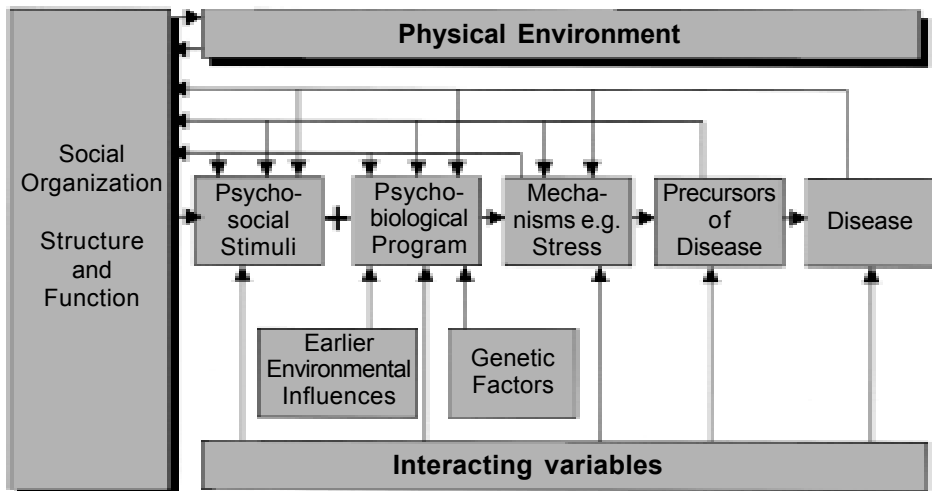 Physical Environment
Social
Organization
Structure
and
Function
Psycho-
social
Stimuli
+
Psycho-
biological
Program
Mecha-
nisms e.g.
Stress
Precursors
of
Disease
Disease
Earlier
Environmental
Influences
Genetic
Factors
Interacting variables